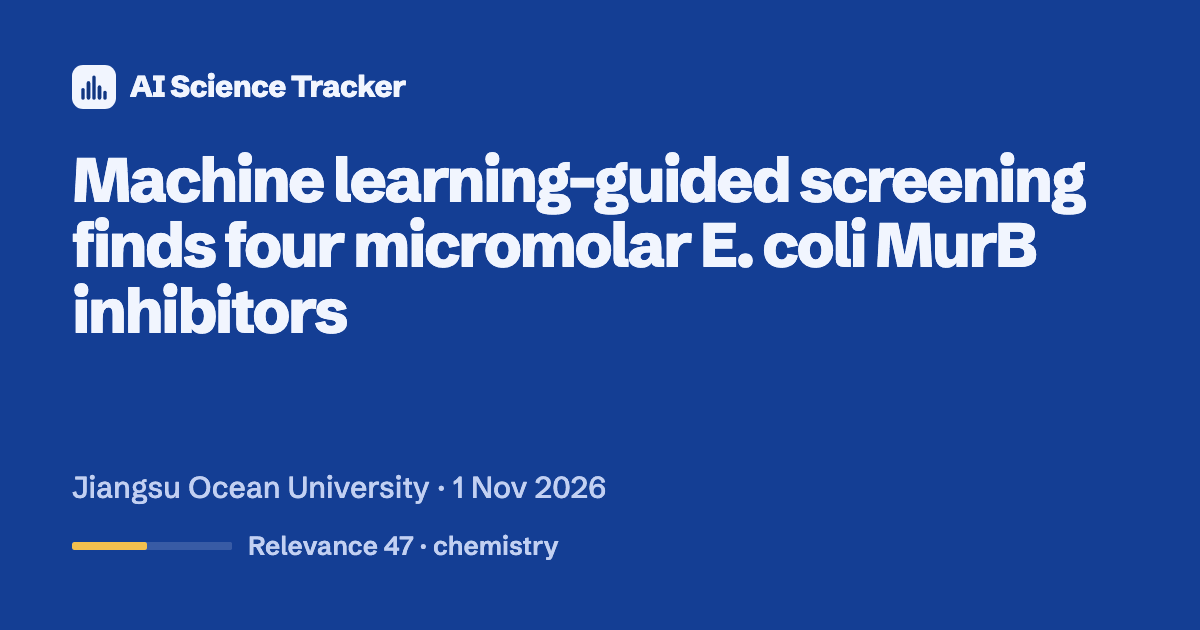 AI Science Tracker
Machine learning-guided screening
finds four micromolar E. coli MurB
inhibitors
Jiangsu Ocean University · 1 Nov 2026
Relevance 47 · chemistry